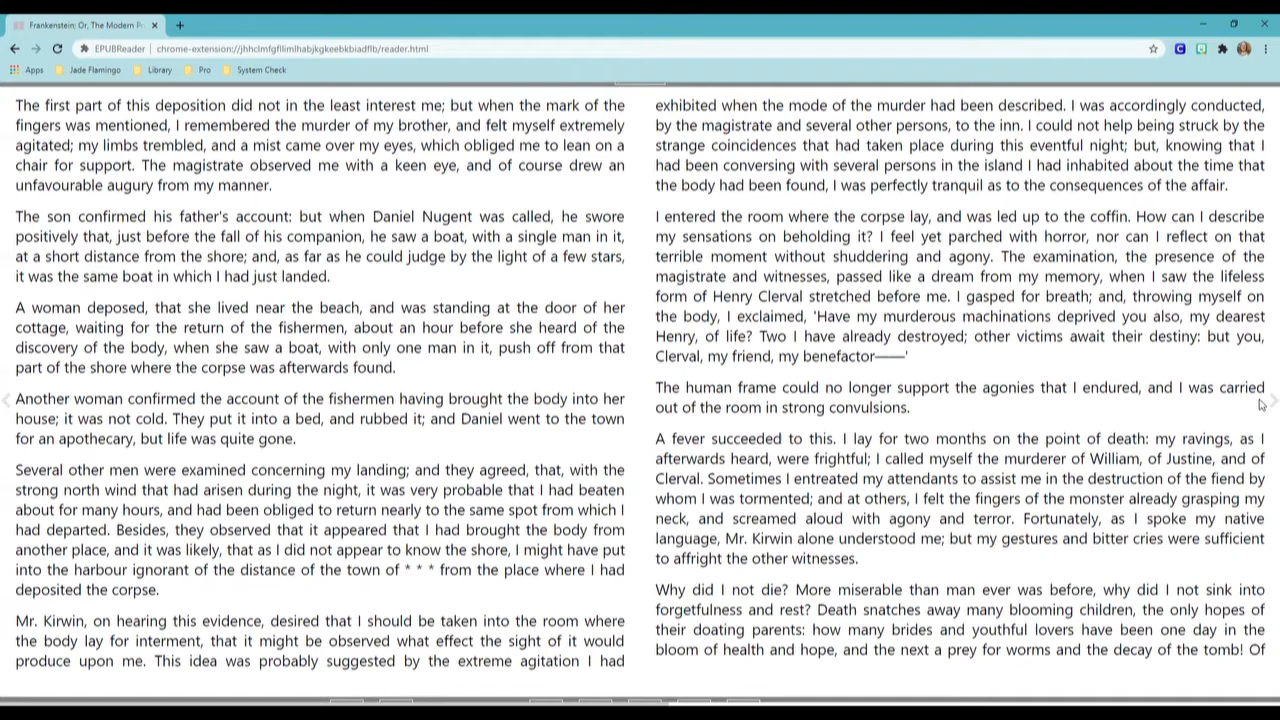 Frankenstein; Or, The Modern Pr
EPUBReader
chrome-extension://jhhclmfgfllimlhabjkgkeebkbiadflb/reader.html
Apps
Jade Flamingo
Library
Pro
System Check
The first part of this deposition did not in the least interest me; but when the mark of the
fingers was mentioned, I remembered the murder of my brother, and felt myself extremely
agitated; my limbs trembled, and a mist came over my eyes, which obliged me to lean on a
chair for support. The magistrate observed me with a keen eye, and of course drew an
unfavourable augury from my manner.
The son confirmed his father's account: but when Daniel Nugent was called, he swore
positively that, just before the fall of his companion, he saw a boat, with a single man in it,
at a short distance from the shore; and, as far as he could judge by the light of a few stars,
it was the same boat in which I had just landed.
A woman deposed, that she lived near the beach, and was standing at the door of her
cottage, waiting for the return of the fishermen, about an hour before she heard of the
discovery of the body, when she saw a boat, with only one man in it, push off from that
part of the shore where the corpse was afterwards found.
Another woman confirmed the account of the fishermen having brought the body into her
house; it was not cold. They put it into a bed, and rubbed it; and Daniel went to the town
for an apothecary, but life was quite gone.
Several other men were examined concerning my landing; and they agreed, that, with the
strong north wind that had arisen during the night, it was very probable that I had beaten
about for many hours, and had been obliged to return nearly to the same spot from which I
had departed. Besides, they observed that it appeared that I had brought the body from
another place, and it was likely, that as I did not appear to know the shore, I might have put
into the harbour ignorant of the distance of the town of * * * from the place where I had
deposited the corpse.
Mr. Kirwin, on hearing this evidence, desired that I should be taken into the room where
the body lay for interment, that it might be observed what effect the sight of it would
produce upon me. This idea was probably suggested by the extreme agitation I had
exhibited when the mode of the murder had been described. I was accordingly conducted,
by the magistrate and several other persons, to the inn. I could not help being struck by the
strange coincidences that had taken place during this eventful night; but, knowing that I
had been conversing with several persons in the island I had inhabited about the time that
the body had been found, I was perfectly tranquil as to the consequences of the affair.
I entered the room where the corpse lay, and was led up to the coffin. How can I describe
my sensations on beholding it? I feel yet parched with horror, nor can I reflect on that
terrible moment without shuddering and agony. The examination, the presence of the
magistrate and witnesses, passed like a dream from my memory, when I saw the lifeless
form of Henry Clerval stretched before me. I gasped for breath; and, throwing myself on
the body, I exclaimed, 'Have my murderous machinations deprived you also, my dearest
Henry, of life? Two I have already destroyed; other victims await their destiny: but you,
Clerval, my friend, my benefactor——'
The human frame could no longer support the agonies that I endured, and I was carried
out of the room in strong convulsions.
A fever succeeded to this. I lay for two months on the point of death: my ravings, as I
afterwards heard, were frightful; I called myself the murderer of William, of Justine, and of
Clerval. Sometimes I entreated my attendants to assist me in the destruction of the fiend by
whom I was tormented; and at others, I felt the fingers of the monster already grasping my
neck, and screamed aloud with agony and terror. Fortunately, as I spoke my native
language, Mr. Kirwin alone understood me; but my gestures and bitter cries were sufficient
to affright the other witnesses.
Why did I not die? More miserable than man ever was before, why did I not sink into
forgetfulness and rest? Death snatches away many blooming children, the only hopes of
their doating parents: how many brides and youthful lovers have been one day in the
bloom of health and hope, and the next a prey for worms and the decay of the tomb! Of